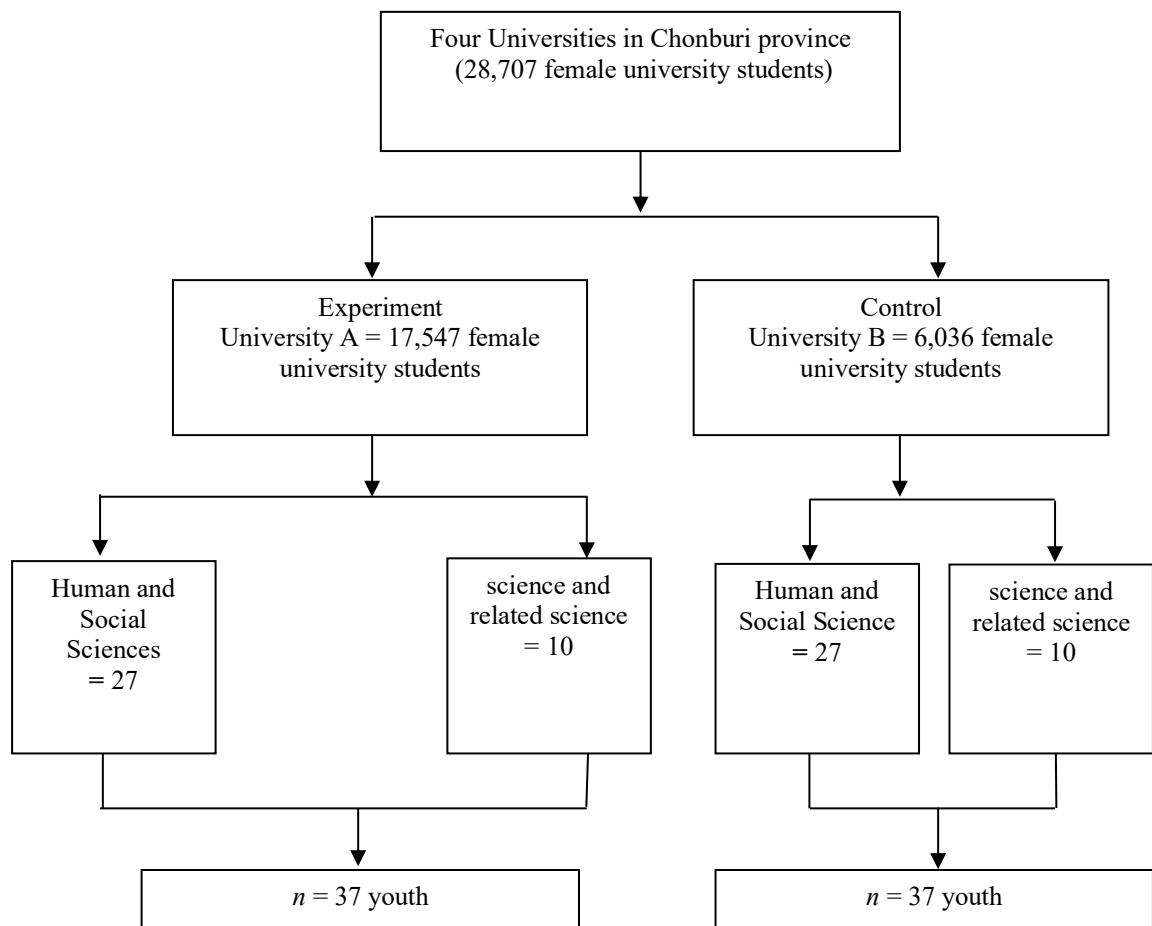 Four Universities in Chonburi province
(28,707 female university students)
Experiment
University A = 17,547 female
university students
Control
University B = 6,036 female
university students
Human and
Social
Sciences
= 27
science and
related science
= 10
Human and
Social Science
= 27
science and
related science
= 10
n = 37 youth
n = 37 youth